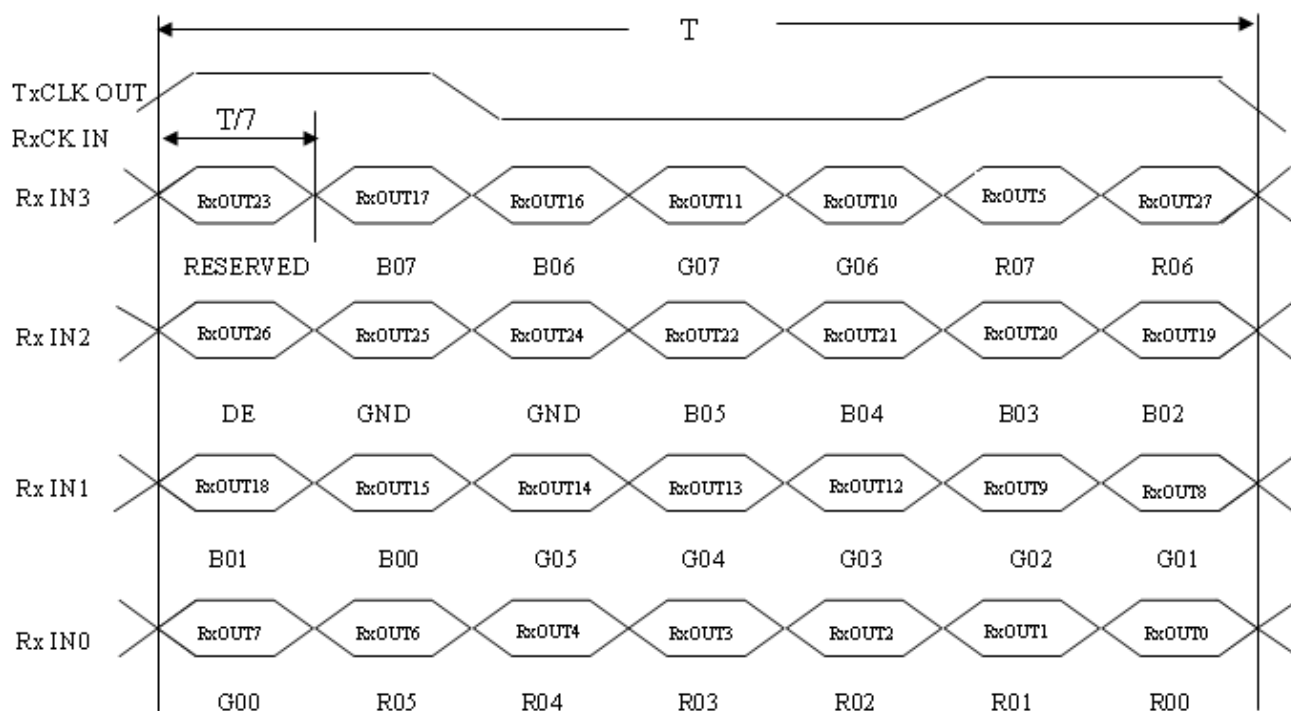 T
TxCLK OUT
T/7
RxCK IN
Rx IN3 RxOUT23 RxOUT17 RxOUT16 RxOUT11 RxOUT10 RxOUT5 RxOUT27
RESERVED B07 B06 G07 G06 R07 R06
Rx IN2 RxOUT26 RxOUT25 RxOUT24 RxOUT22 RxOUT21 RxOUT20 RxOUT19
DE GND GND B05 B04 B03 B02
Rx IN1 RxOUT18 RxOUT15 RxOUT14 RxOUT13 RxOUT12 RxOUT9 RxOUT8
B01 B00 G05 G04 G03 G02 G01
Rx IN0 RxOUT7 RxOUT6 RxOUT4 RxOUT3 RxOUT2 RxOUT1 RxOUT0
G00 R05 R04 R03 R02 R01 R00